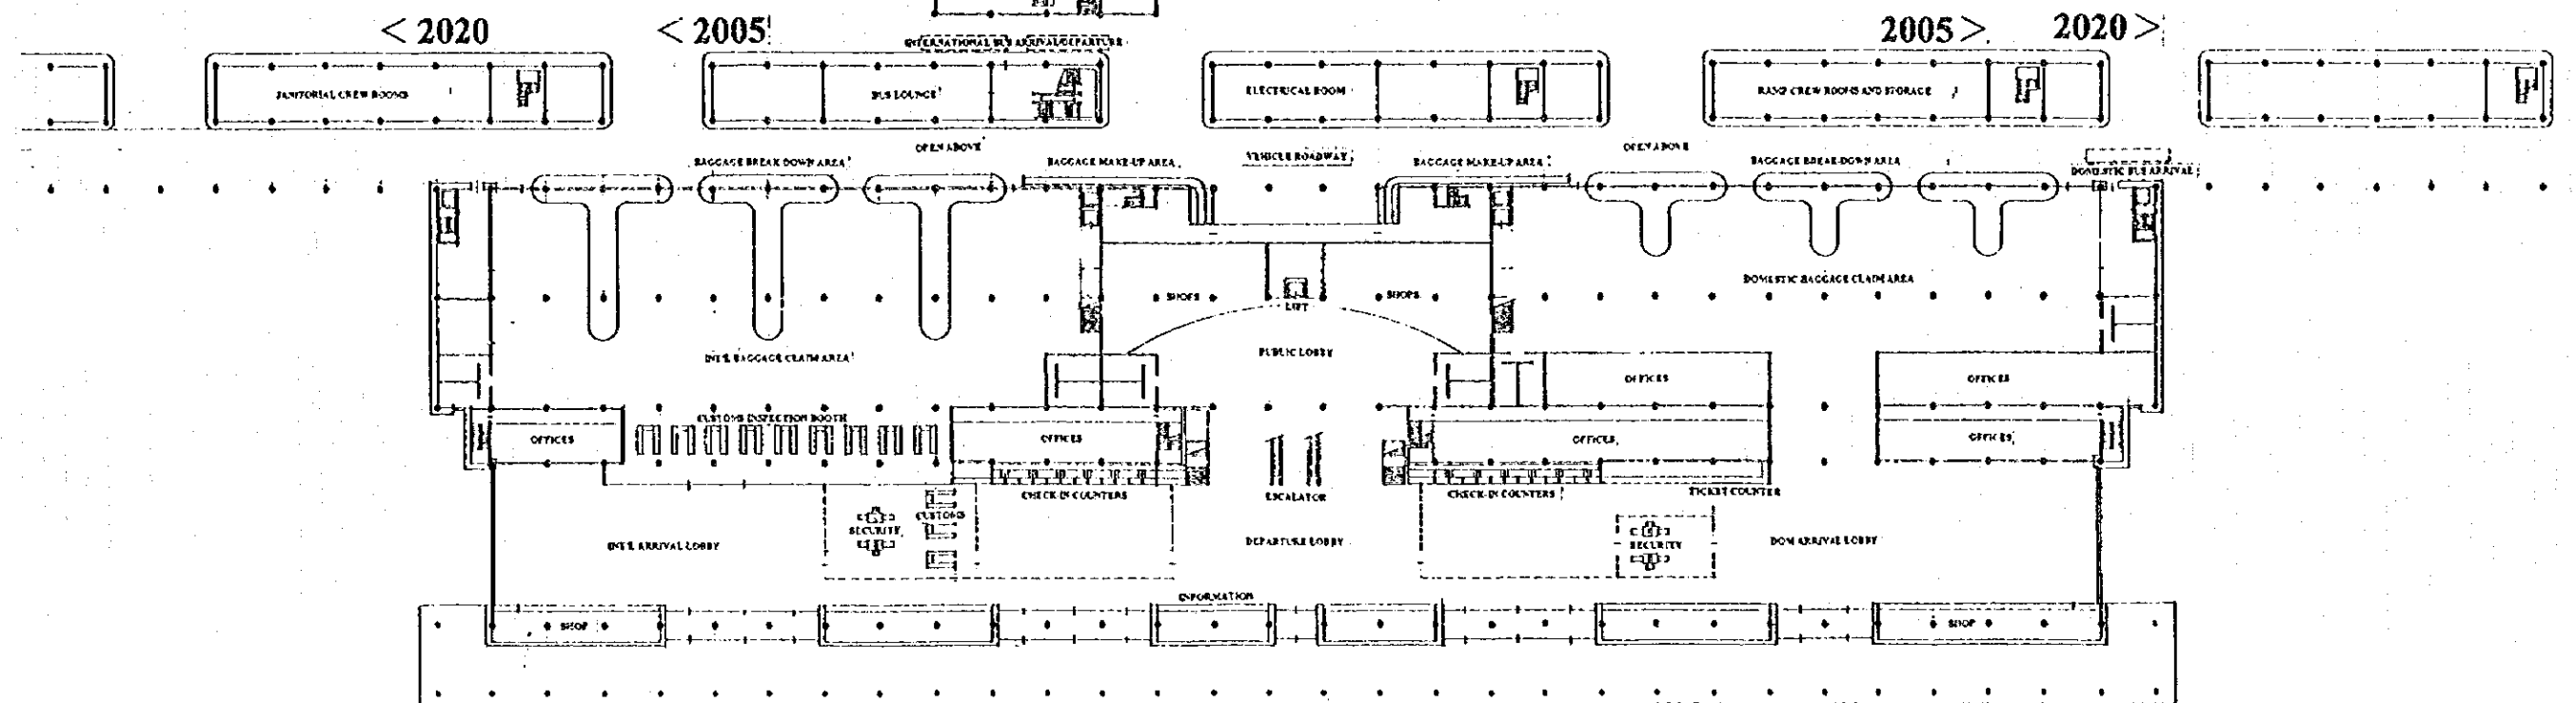 < 2020
< 2005
2005 >
2020 >
INTERNATIONAL BUS ARRIVAL/DEPARTURE
JANITORIAL CREW ROOMS
BUS LOUNGE
ELECTRICAL ROOM
RAMP CREW ROOMS AND STORAGE
OPEN ABOVE
OPEN ABOVE
BAGGAGE BREAK DOWN AREA
BAGGAGE MAKE-UP AREA
VEHICLE ROADWAY
BAGGAGE MAKE-UP AREA
BAGGAGE BREAK-DOWN AREA
DOMESTIC BUS ARRIVAL
DOMESTIC BAGGAGE CLAIM AREA
SHOPS
SHOPS
LIFT
INT'L BAGGAGE CLAIM AREA
PUBLIC LOBBY
OFFICES
OFFICES
CUSTOMS INSPECTION BOOTH
OFFICES
OFFICES
OFFICES
OFFICES
CHECK-IN COUNTERS
ESCALATOR
CHECK-IN COUNTERS
TICKET COUNTER
CUSTOMS
SECURITY
SECURITY
INT'L ARRIVAL LOBBY
DEPARTURE LOBBY
DOM ARRIVAL LOBBY
INFORMATION
SHOP
SHOP